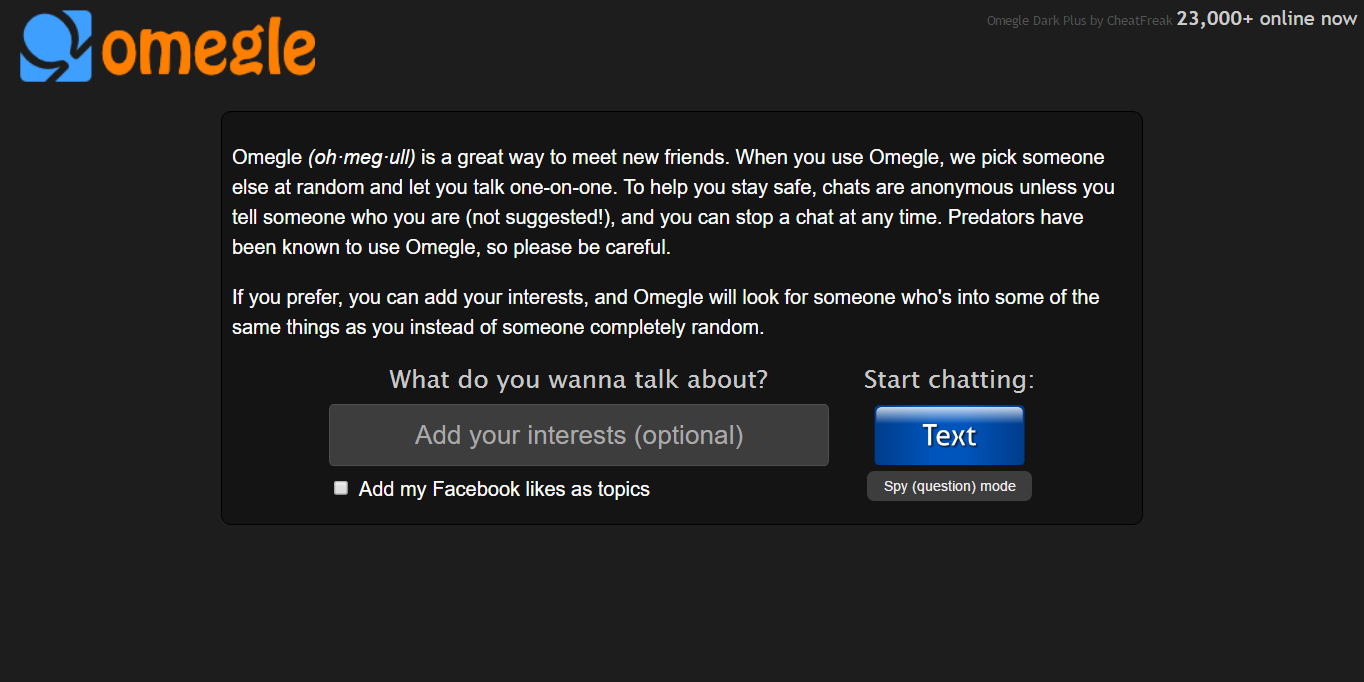 omegle
Omegle Dark Plus by CheatFreak 23,000+ online now
Omegle (oh·meg·ull) is a great way to meet new friends. When you use Omegle, we pick someone
else at random and let you talk one-on-one. To help you stay safe, chats are anonymous unless you
tell someone who you are (not suggested!), and you can stop a chat at any time. Predators have
been known to use Omegle, so please be careful.
If you prefer, you can add your interests, and Omegle will look for someone who's into some of the
same things as you instead of someone completely random.
What do you wanna talk about?
Add your interests (optional)
Add my Facebook likes as topics
Start chatting:
Text
Spy (question) mode